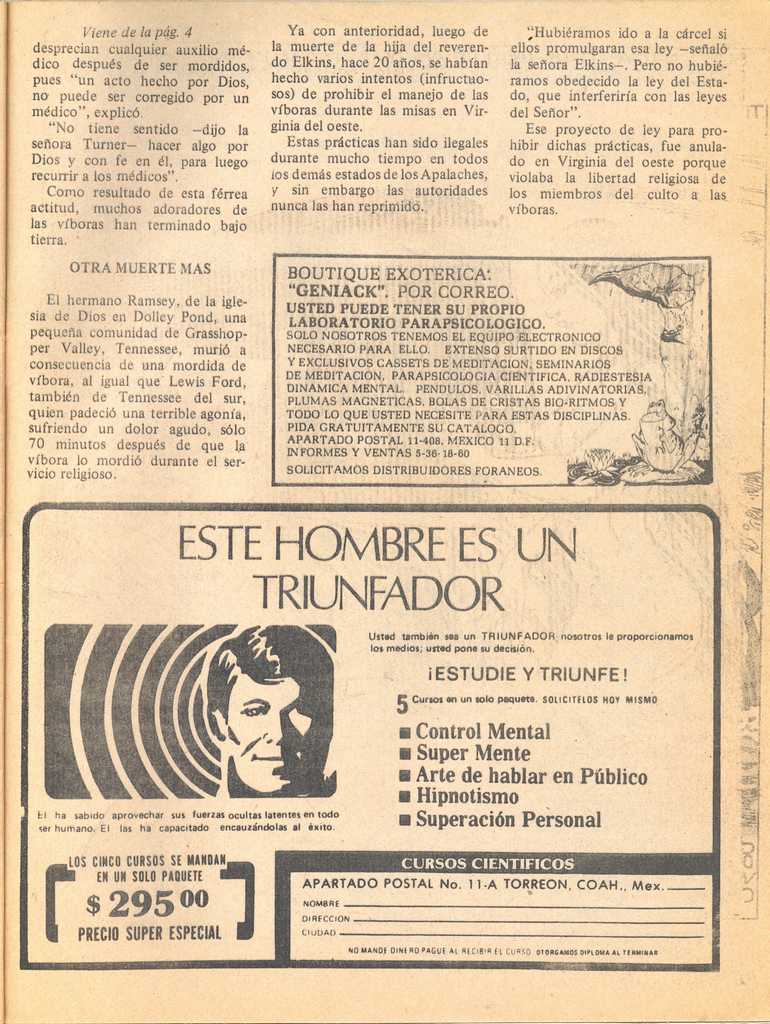 Viene de la pág. 4
desprecian cualquier auxilio mé-
dico después de ser mordidos,
pues “un acto hecho por Dios,
no puede ser corregido por un
médico”, explicó.
“No tiene sentido —dijo la
señora Turner— hacer algo por
Dios y con fe en él, para luego
recurrir a los médicos”.
Como resultado de esta férrea
actitud, muchos adoradores de
las víboras han terminado bajo
tierra.
OTRA MUERTE MAS
El hermano Ramsey, de la igle-
sia de Dios en Dolley Pond, una
pequeña comunidad de Grasshop-
per Valley, Tennessee, murió a
consecuencia de una mordida de
víbora, al igual que Lewis Ford,
también de Tennessee del sur,
quien padeció una terrible agonía,
sufriendo un dolor agudo, sólo
70 minutos después de que la
víbora lo mordió durante el ser-
vicio religioso.
Ya con anterioridad, luego de
la muerte de la hija del reveren-
do Elkins, hace 20 años, se habían
hecho varios intentos (infructuo-
sos) de prohibir el manejo de las
víboras durante las misas en Vir-
ginia del oeste.
Estas prácticas han sido ilegales
durante mucho tiempo en todos
los demás estados de los Apalaches,
y sin embargo las autoridades
nunca las han reprimido.
“Hubiéramos ido a la cárcel si
ellos promulgaran esa ley —señaló
la señora Elkins—. Pero no hubié-
ramos obedecido la ley del Esta-
do, que interferiría con las leyes
del Señor”.
Ese proyecto de ley para pro-
hibir dichas prácticas, fue anula-
do en Virginia del oeste porque
violaba la libertad religiosa de
los miembros del culto a las
víboras.
BOUTIQUE EXOTERICA:
“GENIACK”. POR CORREO.
USTED PUEDE TENER SU PROPIO
LABORATORIO PARAPSICOLOGICO.
SOLO NOSOTROS TENEMOS EL EQUIPO ELECTRONICO
NECESARIO PARA ELLO. EXTENSO SURTIDO EN DISCOS
Y EXCLUSIVOS CASSETS DE MEDITACION, SEMINARIOS
DE MEDITACION, PARAPSICOLOGIA CIENTIFICA, RADIESTESIA
DINAMICA MENTAL. PENDULOS, VARILLAS ADIVINATORIAS,
PLUMAS MAGNETICAS, BOLAS DE CRISTAS BIO-RITMOS Y
TODO LO QUE USTED NECESITE PARA ESTAS DISCIPLINAS.
PIDA GRATUITAMENTE SU CATALOGO.
APARTADO POSTAL 11-408, MEXICO 11 D.F.
INFORMES Y VENTAS 5-36-18-60
SOLICITAMOS DISTRIBUIDORES FORANEOS.
ESTE HOMBRE ES UN
TRIUNFADOR
Usted también sea un TRIUNFADOR nosotros le proporcionamos
los medios; usted pone su decisión.
¡ESTUDIE Y TRIUNFE!
5 Cursos en un solo paquete. SOLICITELOS HOY MISMO
■ Control Mental
■ Super Mente
■ Arte de hablar en Público
■ Hipnotismo
■ Superación Personal
El ha sabido aprovechar sus fuerzas ocultas latentes en todo
ser humano. El las ha capacitado encauzándolas al éxito.
LOS CINCO CURSOS SE MANDAN
EN UN SOLO PAQUETE
$ 295 00
PRECIO SUPER ESPECIAL
CURSOS CIENTIFICOS
APARTADO POSTAL No. 11-A TORREON, COAH., Mex.
NOMBRE
DIRECCION
CIUDAD
NO MANDE DINERO PAGUE AL RECIBIR EL CURSO OTORGAMOS DIPLOMA AL TERMINAR